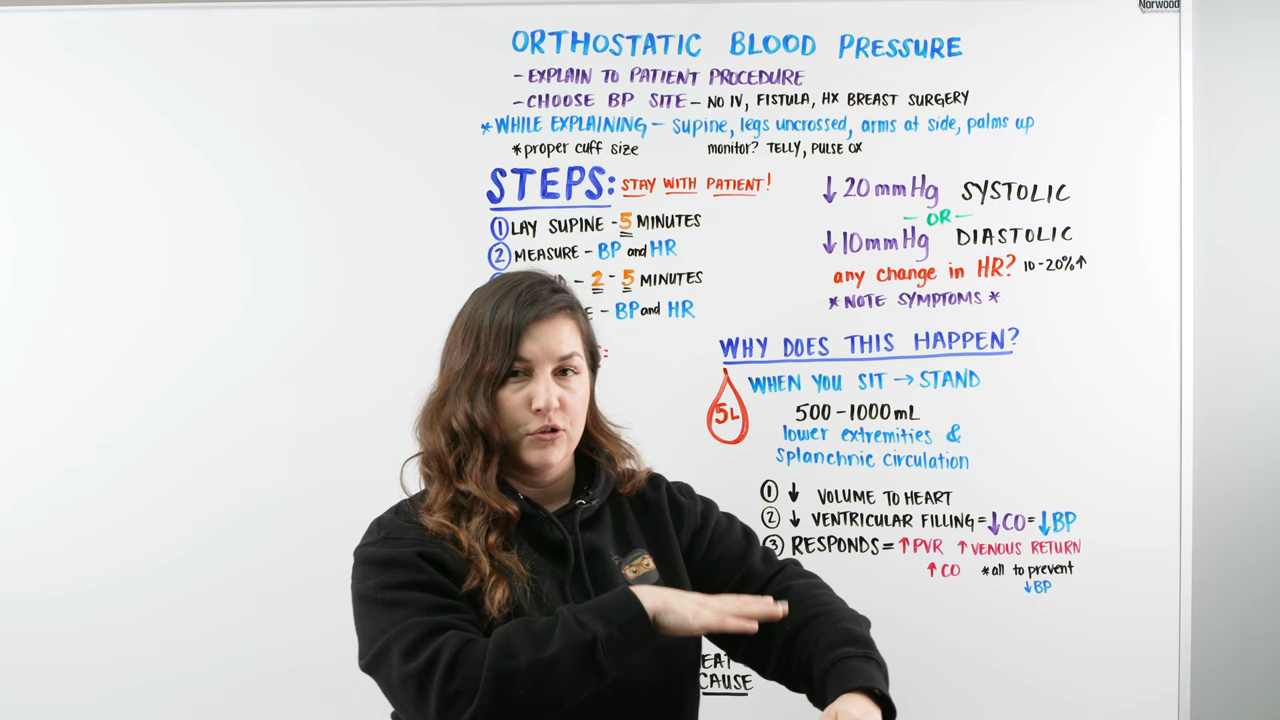 Norwood
ORTHOSTATIC BLOOD PRESSURE
- EXPLAIN TO PATIENT PROCEDURE
- CHOOSE BP SITE - NO IV, FISTULA, HX BREAST SURGERY
* WHILE EXPLAINING - Supine, legs uncrossed, arms at side, palms up
* proper cuff size monitor? TELLY, PULSE OX
STEPS: STAY WITH PATIENT!
① LAY SUPINE - 5 MINUTES
② MEASURE - BP and HR
- 2 - 5 MINUTES
E - BP and HR
↓ 20 mmHg SYSTOLIC
- OR -
↓ 10 mmHg DIASTOLIC
any change in HR? 10-20% ↑
* NOTE SYMPTOMS *
WHY DOES THIS HAPPEN?
5L WHEN YOU SIT → STAND
500 - 1000 mL
lower extremities &
splanchnic circulation
① ↓ VOLUME TO HEART
② ↓ VENTRICULAR FILLING = ↓CO = ↓BP
③ RESPONDS = ↑PVR ↑VENOUS RETURN
↑CO * all to prevent
↓BP
EAT
CAUSE